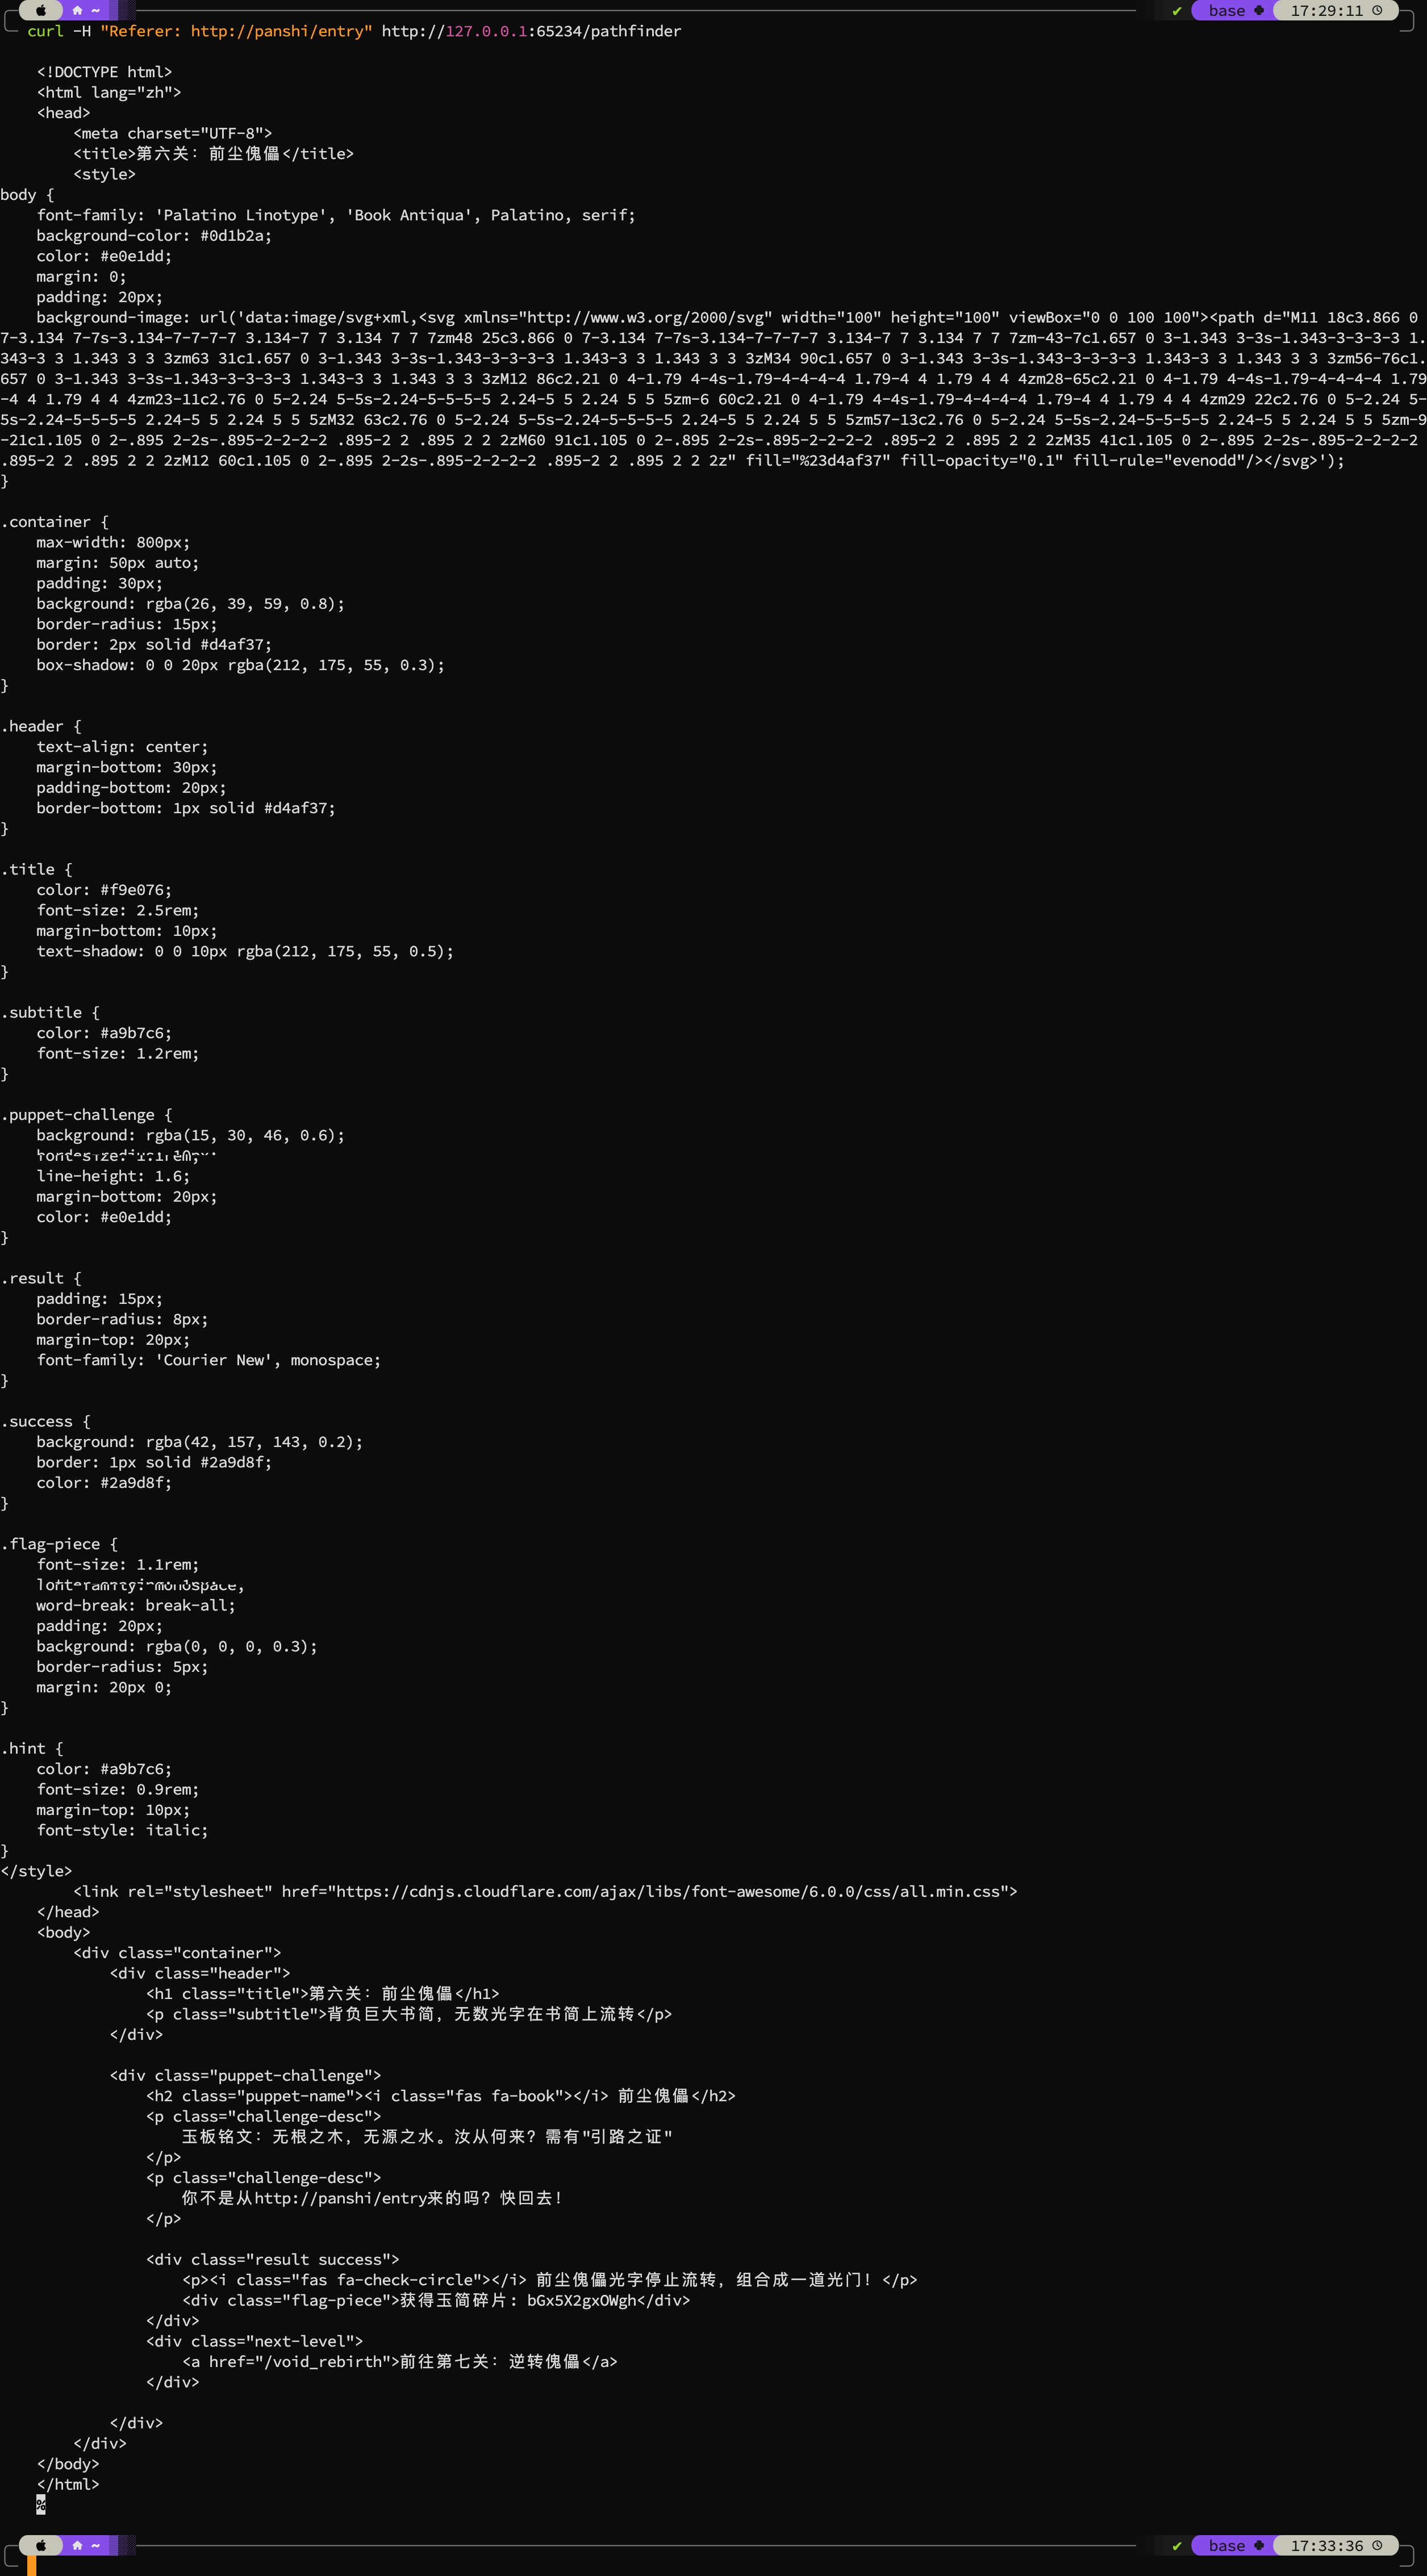 ~ ✔ base 17:29:11
curl -H "Referer: http://panshi/entry" http://127.0.0.1:65234/pathfinder
<!DOCTYPE html>
<html lang="zh">
<head>
<meta charset="UTF-8">
<title>第六关：前尘傀儡</title>
<style>
body {
font-family: 'Palatino Linotype', 'Book Antiqua', Palatino, serif;
background-color: #0d1b2a;
color: #e0e1dd;
margin: 0;
padding: 20px;
background-image: url('data:image/svg+xml,<svg xmlns="http://www.w3.org/2000/svg" width="100" height="100" viewBox="0 0 100 100"><path d="M11 18c3.866 0
7-3.134 7-7s-3.134-7-7-7-7 3.134-7 7 3.134 7 7 7zm48 25c3.866 0 7-3.134 7-7s-3.134-7-7-7-7 3.134-7 7 3.134 7 7 7zm-43-7c1.657 0 3-1.343 3-3s-1.343-3-3-3-3 1.
343-3 3 1.343 3 3 3zm63 31c1.657 0 3-1.343 3-3s-1.343-3-3-3-3 1.343-3 3 1.343 3 3 3zM34 90c1.657 0 3-1.343 3-3s-1.343-3-3-3-3 1.343-3 3 1.343 3 3 3zm56-76c1.
657 0 3-1.343 3-3s-1.343-3-3-3-3 1.343-3 3 1.343 3 3 3zM12 86c2.21 0 4-1.79 4-4s-1.79-4-4-4-4 1.79-4 4 1.79 4 4 4zm28-65c2.21 0 4-1.79 4-4s-1.79-4-4-4-4 1.79
-4 4 1.79 4 4 4zm23-11c2.76 0 5-2.24 5-5s-2.24-5-5-5-5 2.24-5 5 2.24 5 5 5zm-6 60c2.21 0 4-1.79 4-4s-1.79-4-4-4-4 1.79-4 4 1.79 4 4 4zm29 22c2.76 0 5-2.24 5-
5s-2.24-5-5-5-5 2.24-5 5 2.24 5 5 5zM32 63c2.76 0 5-2.24 5-5s-2.24-5-5-5-5 2.24-5 5 2.24 5 5 5zm57-13c2.76 0 5-2.24 5-5s-2.24-5-5-5-5 2.24-5 5 2.24 5 5 5zm-9
-21c1.105 0 2-.895 2-2s-.895-2-2-2-2 .895-2 2 .895 2 2 2zM60 91c1.105 0 2-.895 2-2s-.895-2-2-2-2 .895-2 2 .895 2 2 2zM35 41c1.105 0 2-.895 2-2s-.895-2-2-2-2
.895-2 2 .895 2 2 2zM12 60c1.105 0 2-.895 2-2s-.895-2-2-2-2 .895-2 2 .895 2 2 2z" fill="%23d4af37" fill-opacity="0.1" fill-rule="evenodd"/></svg>');
}
.container {
max-width: 800px;
margin: 50px auto;
padding: 30px;
background: rgba(26, 39, 59, 0.8);
border-radius: 15px;
border: 2px solid #d4af37;
box-shadow: 0 0 20px rgba(212, 175, 55, 0.3);
}
.header {
text-align: center;
margin-bottom: 30px;
padding-bottom: 20px;
border-bottom: 1px solid #d4af37;
}
.title {
color: #f9e076;
font-size: 2.5rem;
margin-bottom: 10px;
text-shadow: 0 0 10px rgba(212, 175, 55, 0.5);
}
.subtitle {
color: #a9b7c6;
font-size: 1.2rem;
}
.puppet-challenge {
background: rgba(15, 30, 46, 0.6);
line-height: 1.6;
margin-bottom: 20px;
color: #e0e1dd;
}
.result {
padding: 15px;
border-radius: 8px;
margin-top: 20px;
font-family: 'Courier New', monospace;
}
.success {
background: rgba(42, 157, 143, 0.2);
border: 1px solid #2a9d8f;
color: #2a9d8f;
}
.flag-piece {
font-size: 1.1rem;
word-break: break-all;
padding: 20px;
background: rgba(0, 0, 0, 0.3);
border-radius: 5px;
margin: 20px 0;
}
.hint {
color: #a9b7c6;
font-size: 0.9rem;
margin-top: 10px;
font-style: italic;
}
</style>
<link rel="stylesheet" href="https://cdnjs.cloudflare.com/ajax/libs/font-awesome/6.0.0/css/all.min.css">
</head>
<body>
<div class="container">
<div class="header">
<h1 class="title">第六关：前尘傀儡</h1>
<p class="subtitle">背负巨大书简，无数光字在书简上流转</p>
</div>
<div class="puppet-challenge">
<h2 class="puppet-name"><i class="fas fa-book"></i> 前尘傀儡</h2>
<p class="challenge-desc">
玉板铭文：无根之木，无源之水。汝从何来？需有"引路之证"
</p>
<p class="challenge-desc">
你不是从http://panshi/entry来的吗？快回去！
</p>
<div class="result success">
<p><i class="fas fa-check-circle"></i> 前尘傀儡光字停止流转，组合成一道光门！</p>
<div class="flag-piece">获得玉简碎片: bGx5X2gxOWgh</div>
</div>
<div class="next-level">
<a href="/void_rebirth">前往第七关：逆转傀儡</a>
</div>
</div>
</div>
</body>
</html>
%
~ ✔ base 17:33:36